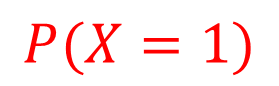 P(X = 1)